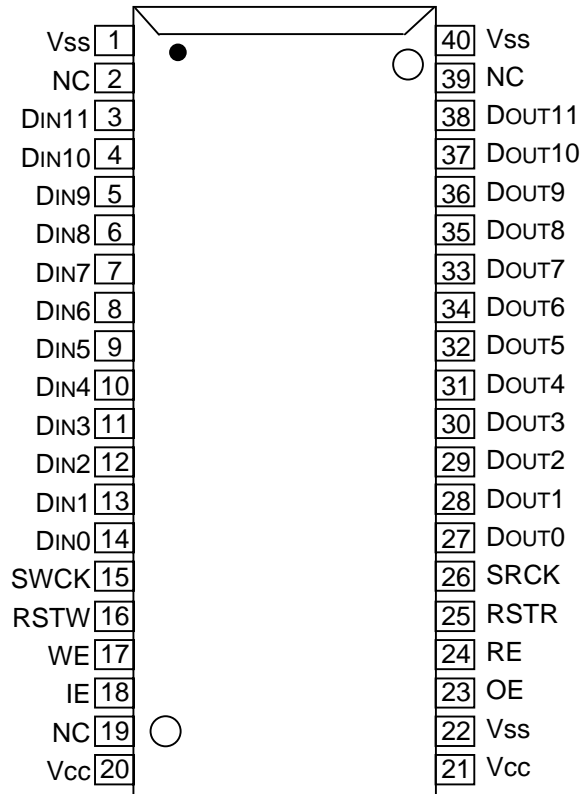 Vss 1 40 Vss
NC 2 39 NC
DIN11 3 38 DOUT11
DIN10 4 37 DOUT10
DIN9 5 36 DOUT9
DIN8 6 35 DOUT8
DIN7 7 33 DOUT7
DIN6 8 34 DOUT6
DIN5 9 32 DOUT5
DIN4 10 31 DOUT4
DIN3 11 30 DOUT3
DIN2 12 29 DOUT2
DIN1 13 28 DOUT1
DIN0 14 27 DOUT0
SWCK 15 26 SRCK
RSTW 16 25 RSTR
WE 17 24 RE
IE 18 23 OE
NC 19 22 Vss
Vcc 20 21 Vcc